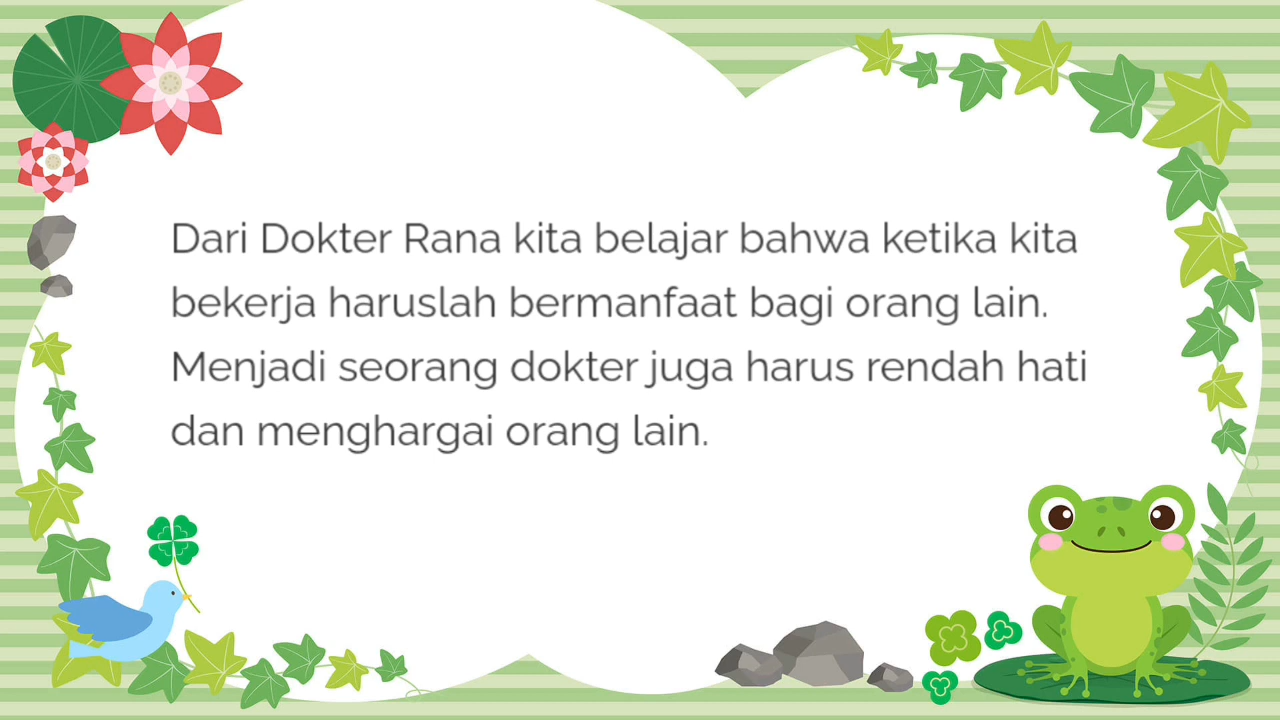 Dari Dokter Rana kita belajar bahwa ketika kita
bekerja haruslah bermanfaat bagi orang lain.
Menjadi seorang dokter juga harus rendah hati
dan menghargai orang lain.